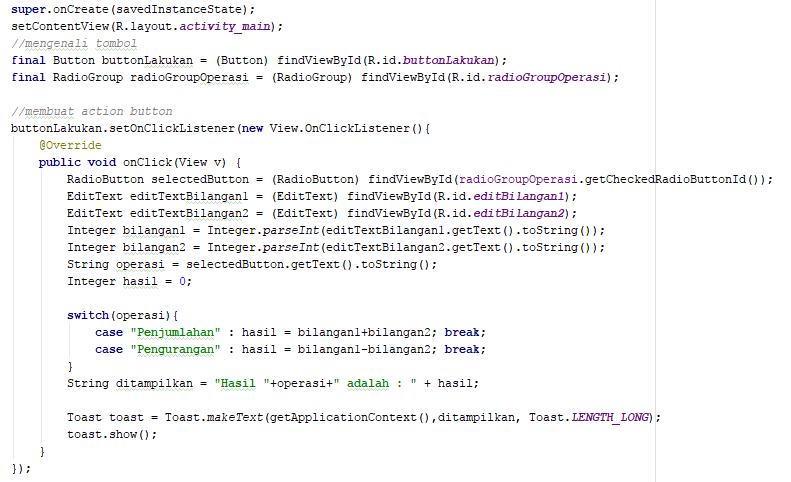 super.onCreate(savedInstanceState);
setContentView(R.layout.activity_main);
//mengenali tombol
final Button buttonLakukan = (Button) findViewById(R.id.buttonLakukan);
final RadioGroup radioGroupOperasi = (RadioGroup) findViewById(R.id.radioGroupOperasi);
//membuat action button
buttonLakukan.setOnClickListener(new View.OnClickListener(){
@Override
public void onClick(View v) {
RadioButton selectedButton = (RadioButton) findViewById(radioGroupOperasi.getCheckedRadioButtonId());
EditText editTextBilangan1 = (EditText) findViewById(R.id.editBilangan1);
EditText editTextBilangan2 = (EditText) findViewById(R.id.editBilangan2);
Integer bilangan1 = Integer.parseInt(editTextBilangan1.getText().toString());
Integer bilangan2 = Integer.parseInt(editTextBilangan2.getText().toString());
String operasi = selectedButton.getText().toString();
Integer hasil = 0;
switch(operasi){
case "Penjumlahan" : hasil = bilangan1+bilangan2; break;
case "Pengurangan" : hasil = bilangan1-bilangan2; break;
}
String ditampilkan = "Hasil "+operasi+" adalah : " + hasil;
Toast toast = Toast.makeText(getApplicationContext(),ditampilkan, Toast.LENGTH_LONG);
toast.show();
}
});